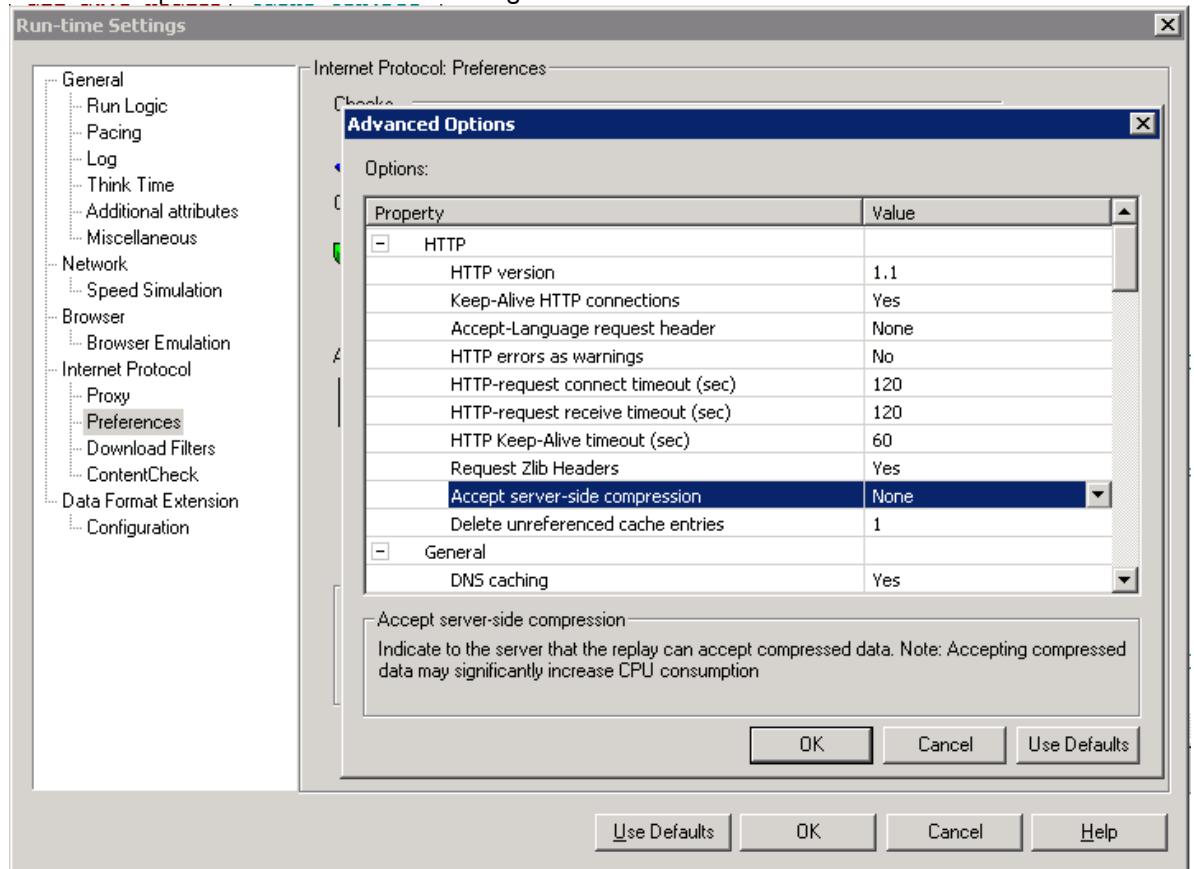 Run-time Settings
General
Run Logic
Pacing
Log
Think Time
Additional attributes
Miscellaneous
Network
Speed Simulation
Browser
Browser Emulation
Internet Protocol
Proxy
Preferences
Download Filters
ContentCheck
Data Format Extension
Configuration
Internet Protocol: Preferences
Advanced Options
Options:
Property Value
HTTP
HTTP version 1.1
Keep-Alive HTTP connections Yes
Accept-Language request header None
HTTP errors as warnings No
HTTP-request connect timeout (sec) 120
HTTP-request receive timeout (sec) 120
HTTP Keep-Alive timeout (sec) 60
Request Zlib Headers Yes
Accept server-side compression None
Delete unreferenced cache entries 1
General
DNS caching Yes
Accept server-side compression
Indicate to the server that the replay can accept compressed data. Note: Accepting compressed
data may significantly increase CPU consumption
OK Cancel Use Defaults
Use Defaults OK Cancel Help